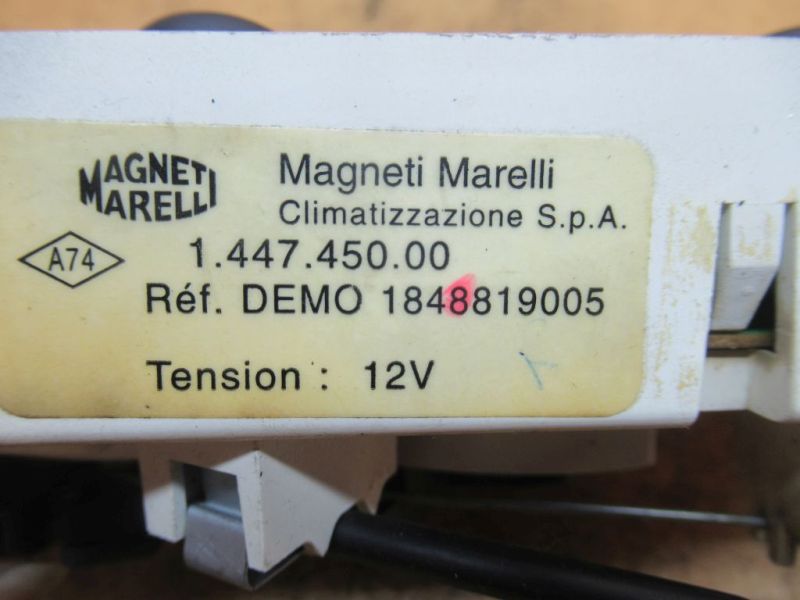 MAGNETI
MARELLI
Magneti Marelli
Climatizzazione S.p.A.
A74
1.447.450.00
Réf. DEMO 1848819005
Tension : 12V